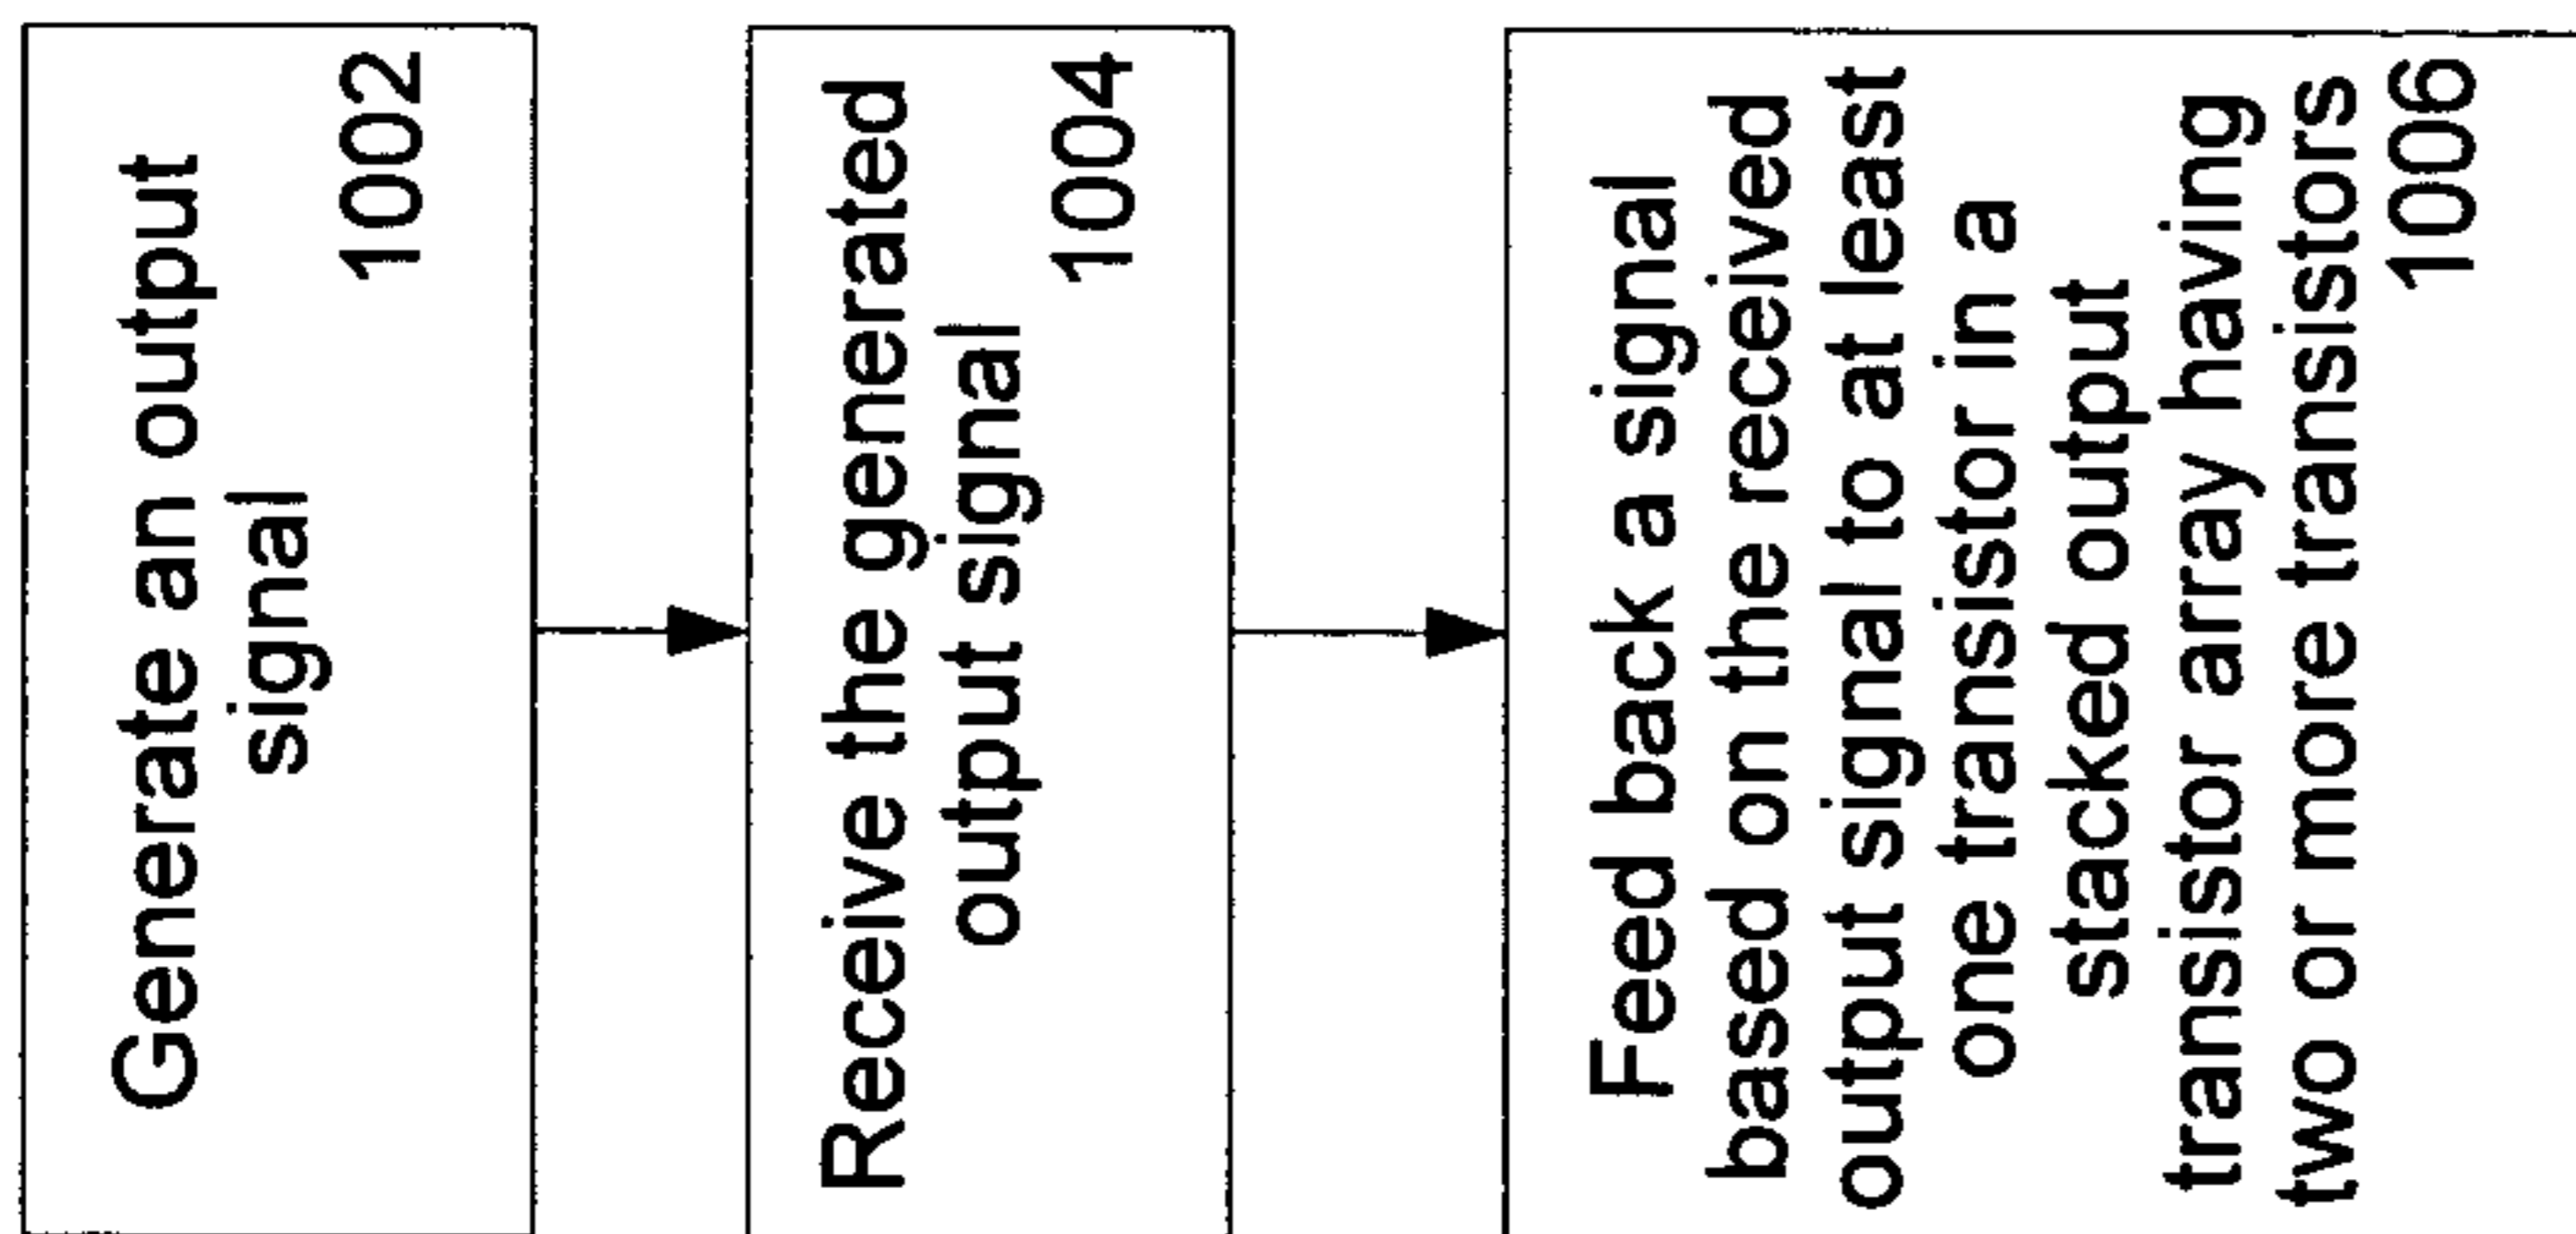 Generate an output
signal
1002
Receive the generated
output signal
1004
Feed back a signal
based on the received
output signal to at least
one transistor in a
stacked output
transistor array having
two or more transistors
1006